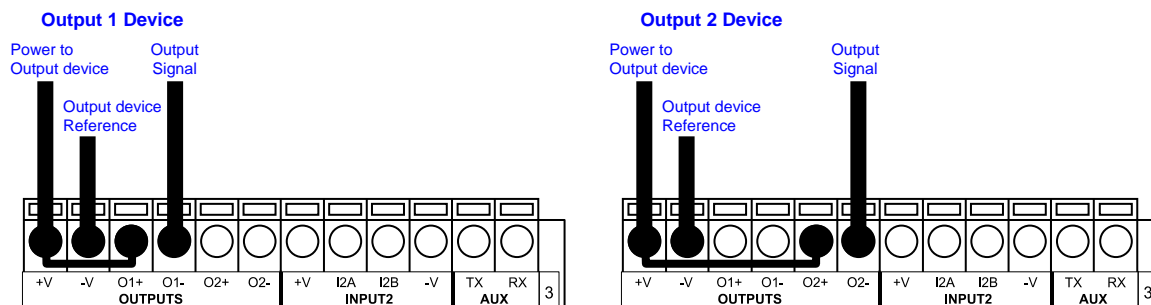 Output 1 Device
Power to
Output device
Output
Signal
Output device
Reference
+V -V O1+ O1- O2+ O2- +V I2A I2B -V TX RX
OUTPUTS INPUT2 AUX 3
Output 2 Device
Power to
Output device
Output
Signal
Output device
Reference
+V -V O1+ O1- O2+ O2- +V I2A I2B -V TX RX
OUTPUTS INPUT2 AUX 3